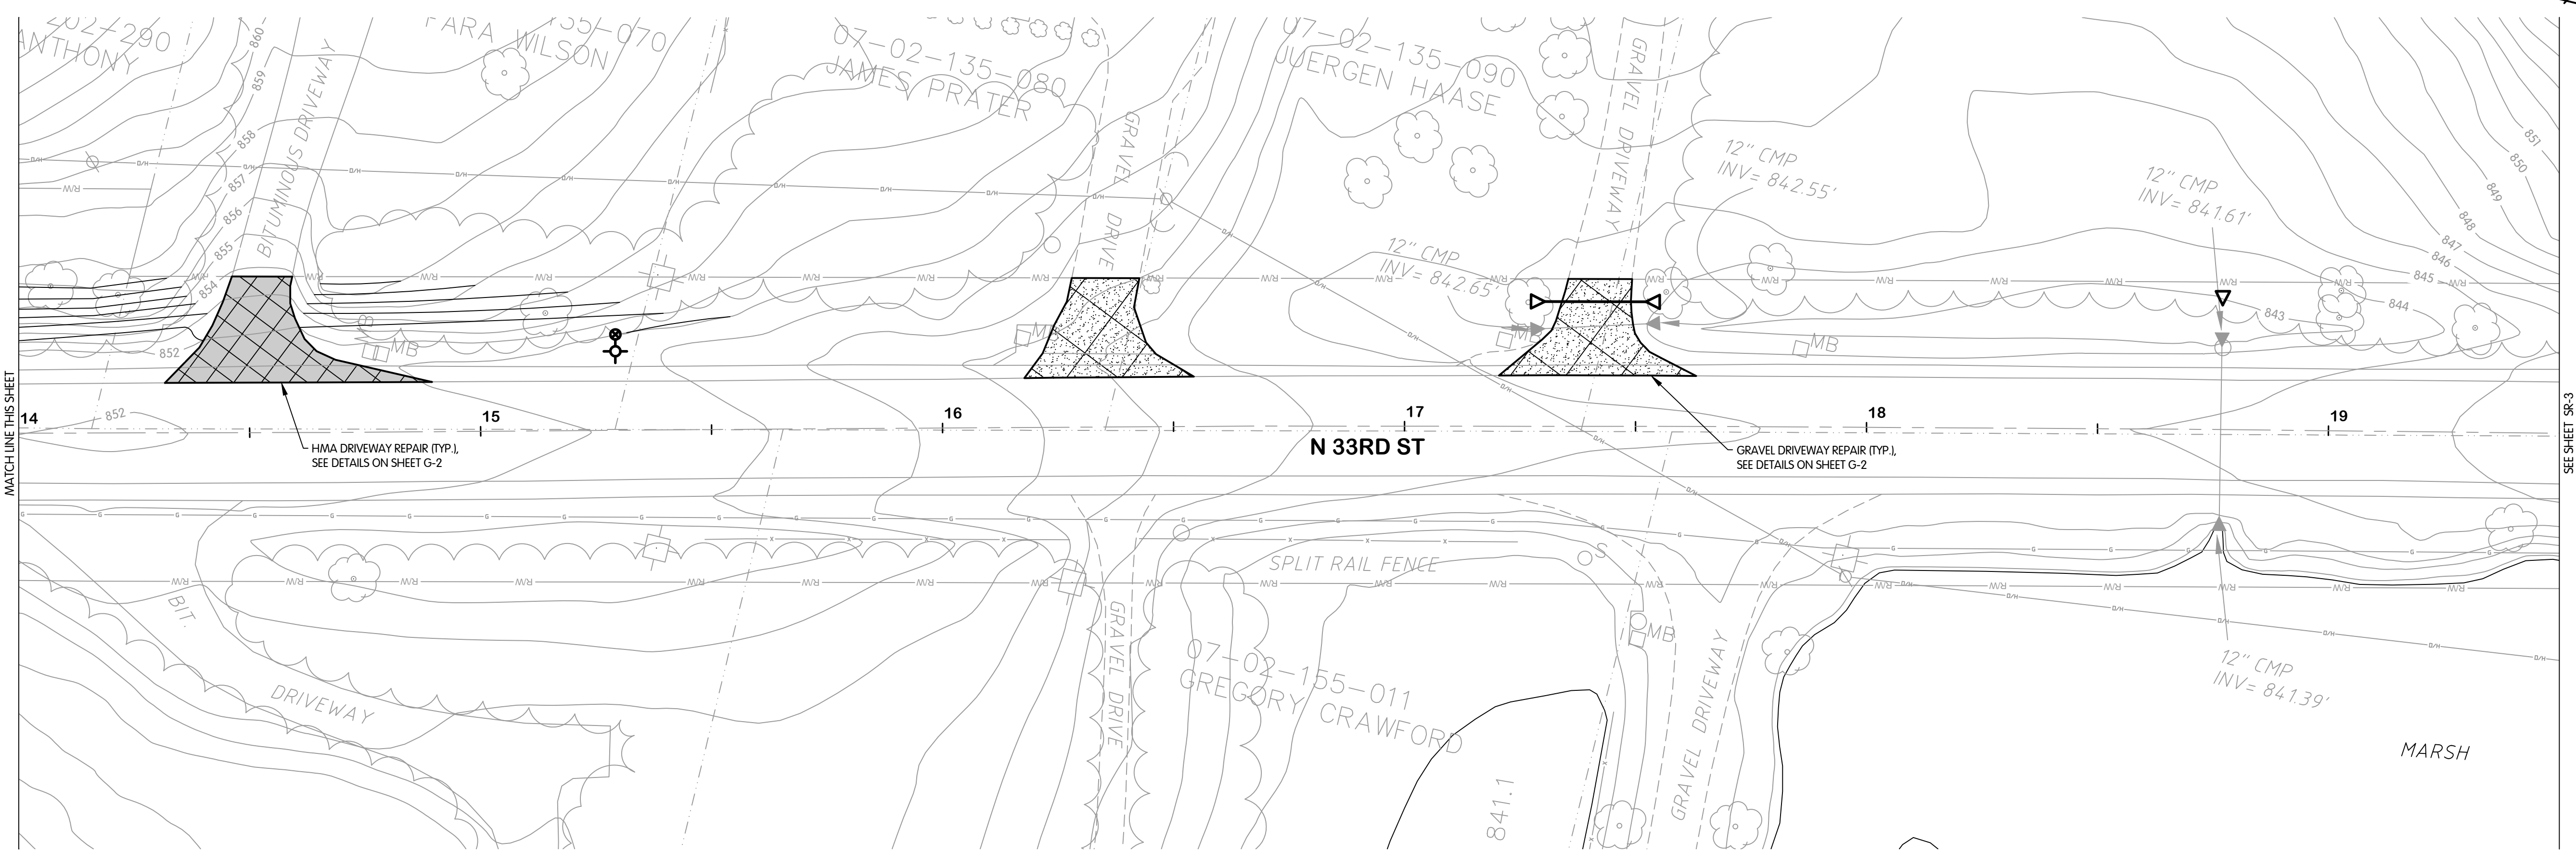 ANTHONY
PARA WILSON
07-02-135-080
JAMES PRATER
07-02-135-090
JUERGEN HAASE
860
859
858
857
856
855
854
852
BITUMINOUS DRIVEWAY
GRAVEL DRIVE
GRAVEL DRIVEWAY
12" CMP
INV= 842.55'
12" CMP
INV= 842.65'
12" CMP
INV= 841.61'
851
850
849
848
847
846
845
844
843
MB
MB
MATCH LINE THIS SHEET
SEE SHEET SR-3
852
14
15
16
17
18
19
N 33RD ST
HMA DRIVEWAY REPAIR (TYP.),
SEE DETAILS ON SHEET G-2
GRAVEL DRIVEWAY REPAIR (TYP.),
SEE DETAILS ON SHEET G-2
SPLIT RAIL FENCE
S
BIT.
DRIVEWAY
GRAVEL DRIVE
07-02-155-011
GREGORY CRAWFORD
MB
GRAVEL DRIVEWAY
841.1
12" CMP
INV= 841.39'
MARSH